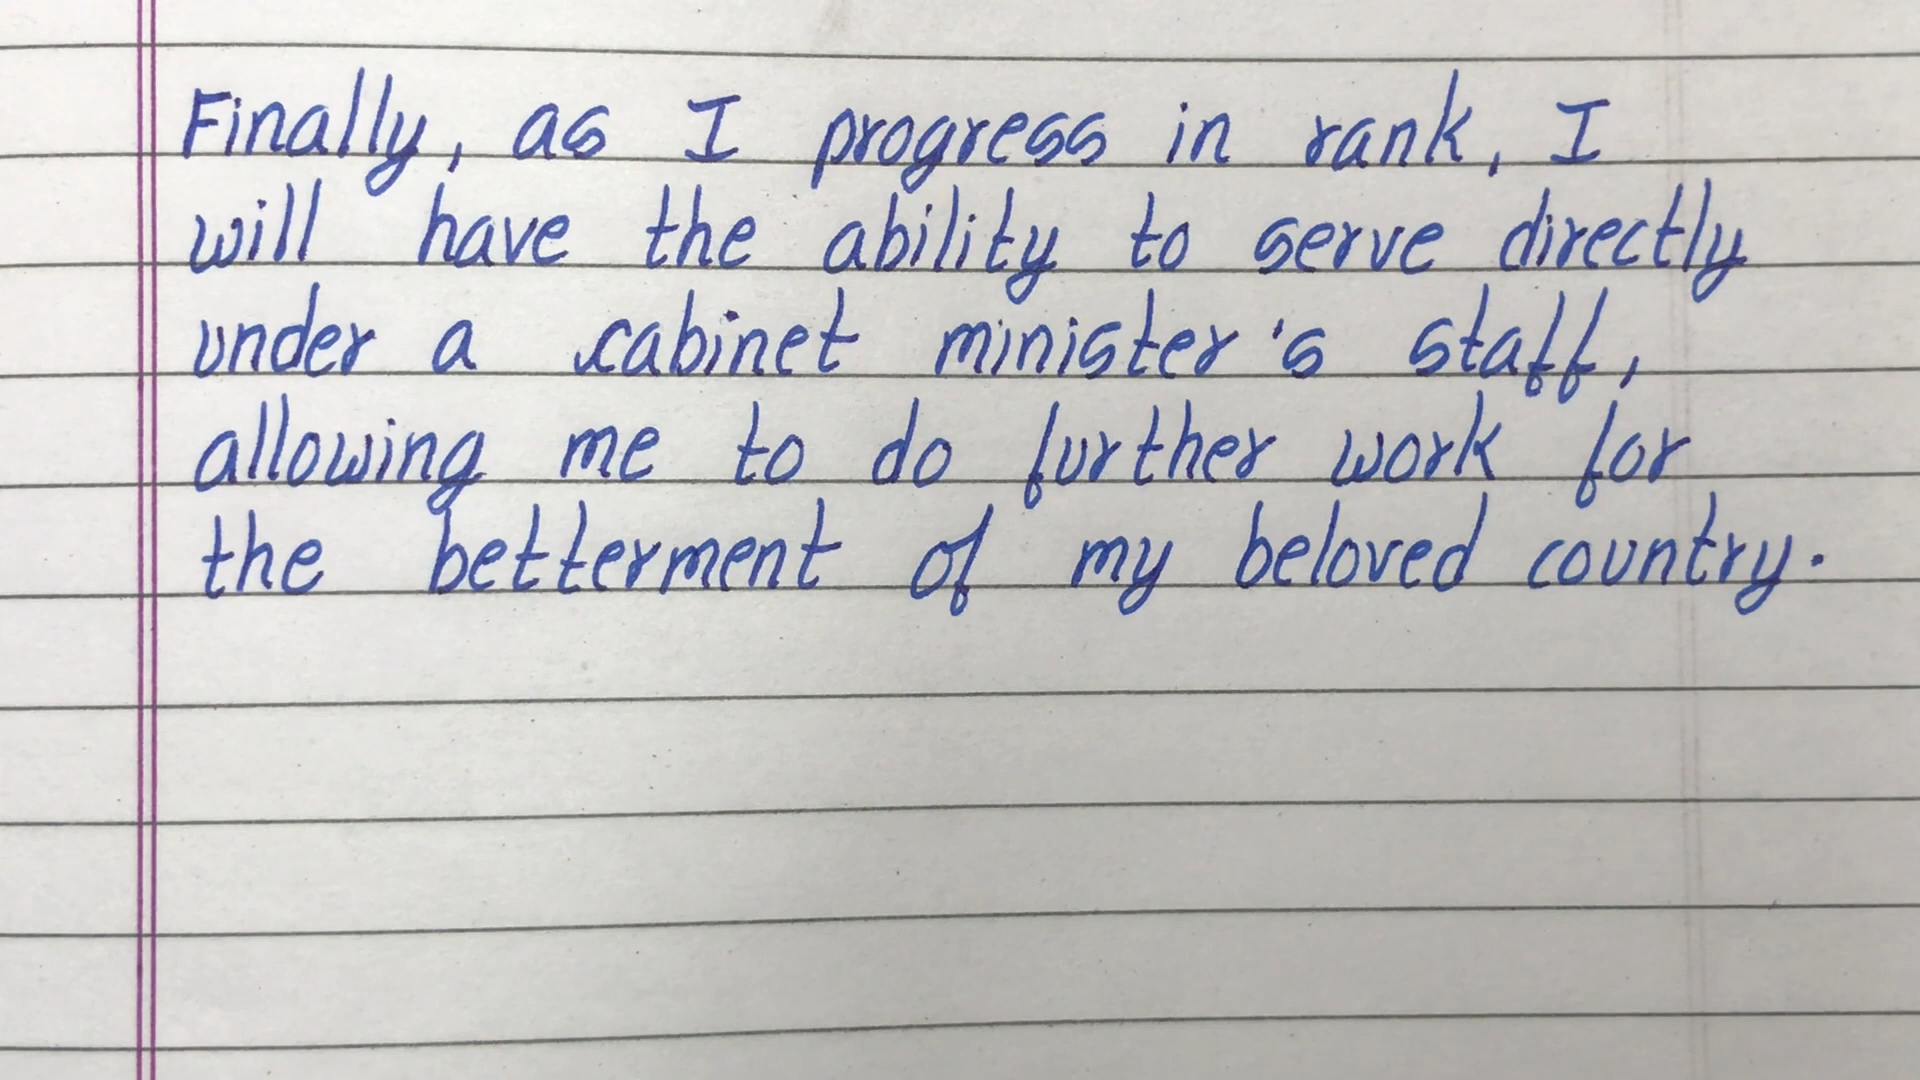 Finally, as I progress in rank, I
will have the ability to serve directly
under a cabinet minister's staff,
allowing me to do further work for
the betterment of my beloved country.